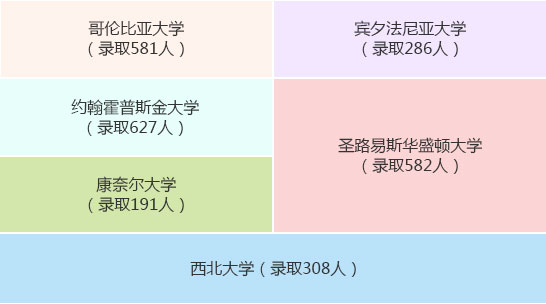 哥伦比亚大学
（录取581人）
宾夕法尼亚大学
（录取286人）
约翰霍普斯金大学
（录取627人）
圣路易斯华盛顿大学
（录取582人）
康奈尔大学
（录取191人）
西北大学（录取308人）